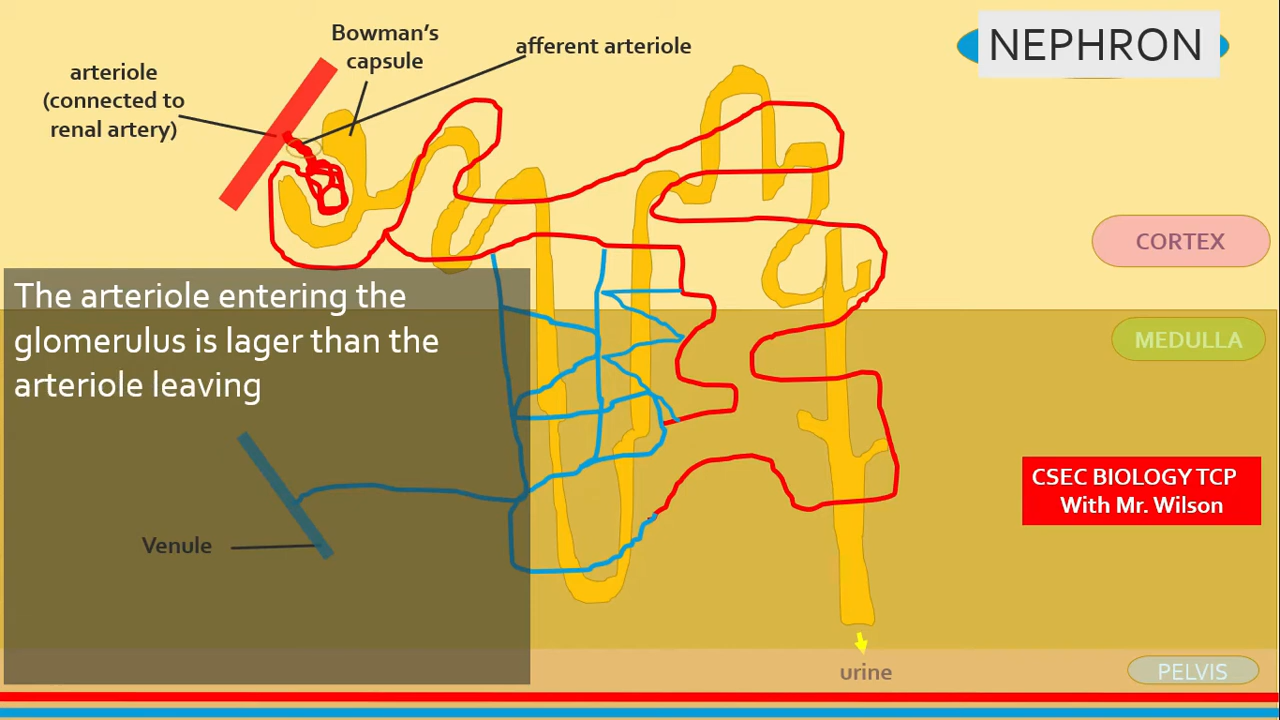 NEPHRON
Bowman's
capsule
afferent arteriole
arteriole
(connected to
renal artery)
CORTEX
The arteriole entering the
glomerulus is lager than the
arteriole leaving
MEDULLA
CSEC BIOLOGY TCP
With Mr. Wilson
Venule
urine
PELVIS